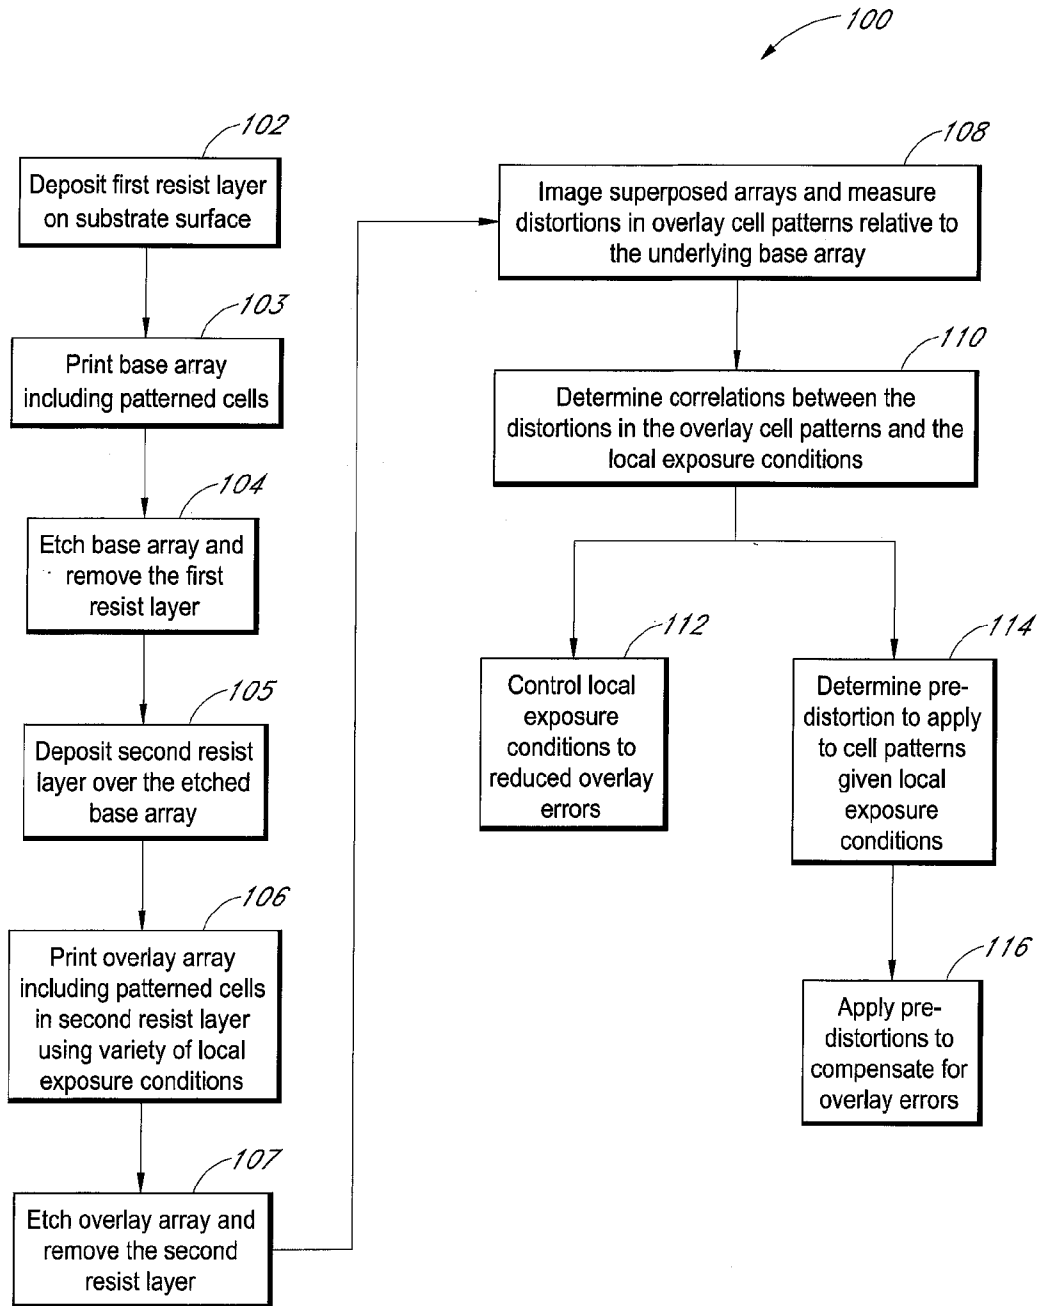 100
102
Deposit first resist layer
on substrate surface
103
Print base array
including patterned cells
104
Etch base array and
remove the first
resist layer
105
Deposit second resist
layer over the etched
base array
106
Print overlay array
including patterned cells
in second resist layer
using variety of local
exposure conditions
107
Etch overlay array and
remove the second
resist layer
108
Image superposed arrays and measure
distortions in overlay cell patterns relative to
the underlying base array
110
Determine correlations between the
distortions in the overlay cell patterns and the
local exposure conditions
112
Control local
exposure
conditions to
reduced overlay
errors
114
Determine pre-
distortion to apply
to cell patterns
given local
exposure
conditions
116
Apply pre-
distortions to
compensate for
overlay errors